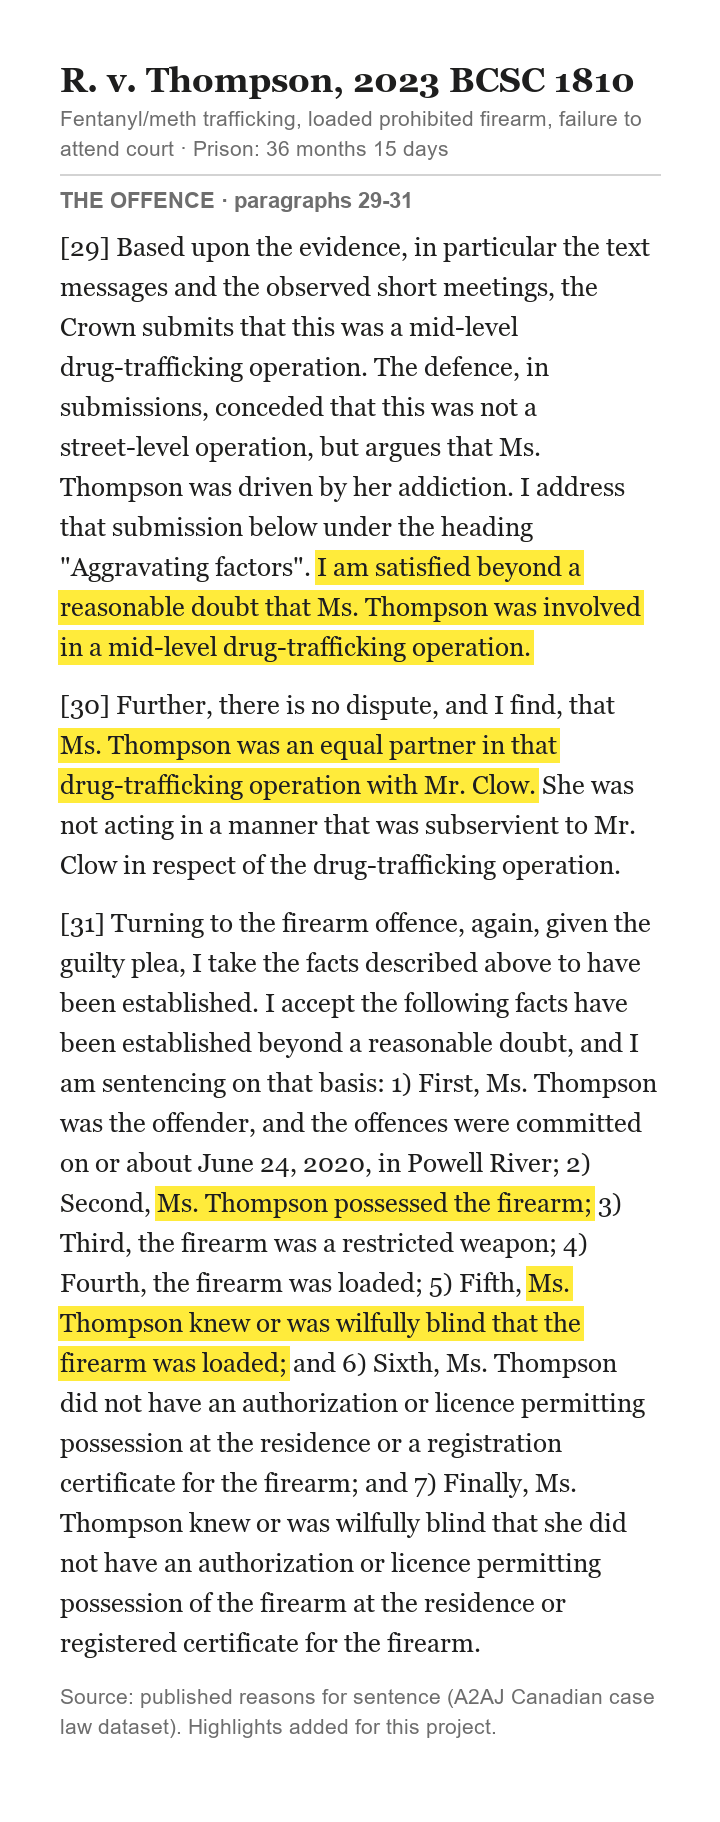 R. v. Thompson, 2023 BCSC 1810
Fentanyl/meth trafficking, loaded prohibited firearm, failure to
attend court · Prison: 36 months 15 days
THE OFFENCE · paragraphs 29-31
[29] Based upon the evidence, in particular the text
messages and the observed short meetings, the
Crown submits that this was a mid-level
drug-trafficking operation. The defence, in
submissions, conceded that this was not a
street-level operation, but argues that Ms.
Thompson was driven by her addiction. I address
that submission below under the heading
"Aggravating factors". I am satisfied beyond a
reasonable doubt that Ms. Thompson was involved
in a mid-level drug-trafficking operation.
[30] Further, there is no dispute, and I find, that
Ms. Thompson was an equal partner in that
drug-trafficking operation with Mr. Clow. She was
not acting in a manner that was subservient to Mr.
Clow in respect of the drug-trafficking operation.
[31] Turning to the firearm offence, again, given the
guilty plea, I take the facts described above to have
been established. I accept the following facts have
been established beyond a reasonable doubt, and I
am sentencing on that basis: 1) First, Ms. Thompson
was the offender, and the offences were committed
on or about June 24, 2020, in Powell River; 2)
Second, Ms. Thompson possessed the firearm; 3)
Third, the firearm was a restricted weapon; 4)
Fourth, the firearm was loaded; 5) Fifth, Ms.
Thompson knew or was wilfully blind that the
firearm was loaded; and 6) Sixth, Ms. Thompson
did not have an authorization or licence permitting
possession at the residence or a registration
certificate for the firearm; and 7) Finally, Ms.
Thompson knew or was wilfully blind that she did
not have an authorization or licence permitting
possession of the firearm at the residence or
registered certificate for the firearm.
Source: published reasons for sentence (A2AJ Canadian case
law dataset). Highlights added for this project.